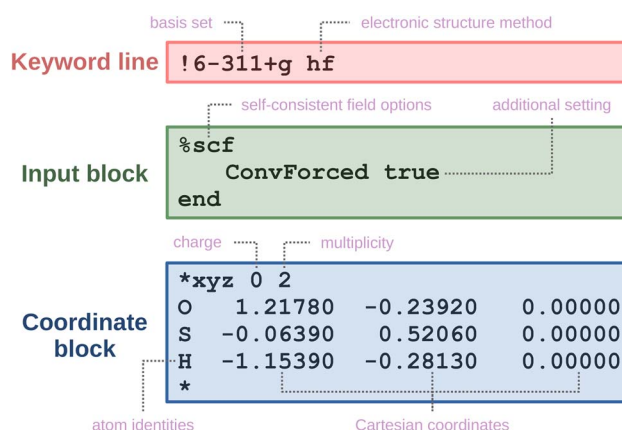 basis set electronic structure method
Keyword line !6-311+g hf
self-consistent field options additional setting
%scf
Input block ConvForced true
end
charge multiplicity
*xyz 0 2
O 1.21780 -0.23920 0.00000
Coordinate block
S -0.06390 0.52060 0.00000
H -1.15390 -0.28130 0.00000
*
atom identities Cartesian coordinates